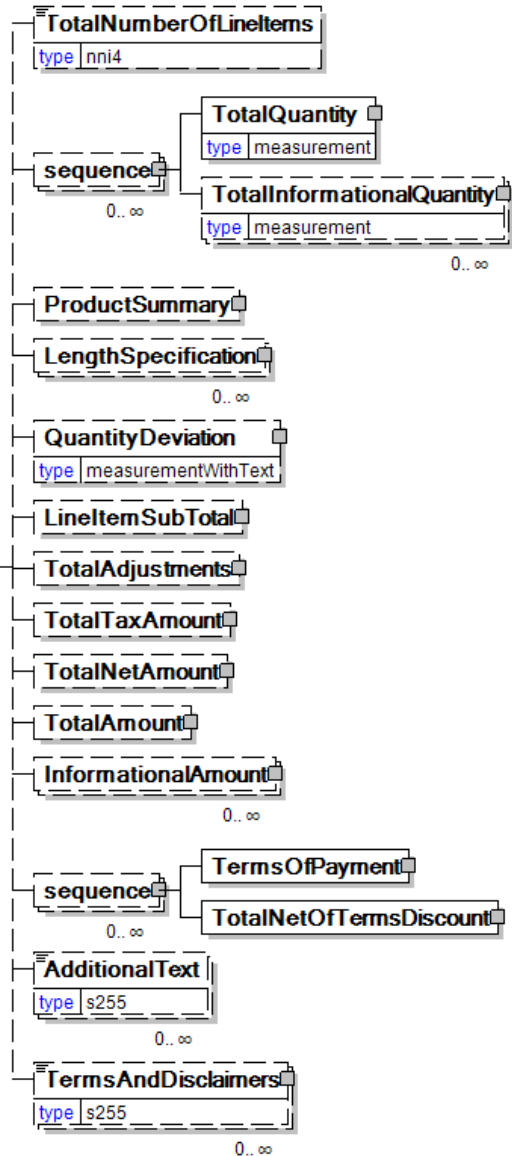 TotalNumberOfLineItems
type nni4
TotalQuantity
type measurement
sequence
0.. ∞
TotalInformationalQuantity
type measurement
0.. ∞
ProductSummary
LengthSpecification
0.. ∞
QuantityDeviation
type measurementWithText
LineItemSubTotal
TotalAdjustments
TotalTaxAmount
TotalNetAmount
TotalAmount
InformationalAmount
0.. ∞
TermsOfPayment
sequence
0.. ∞
TotalNetOfTermsDiscount
AdditionalText
type s255
0.. ∞
TermsAndDisclaimers
type s255
0.. ∞